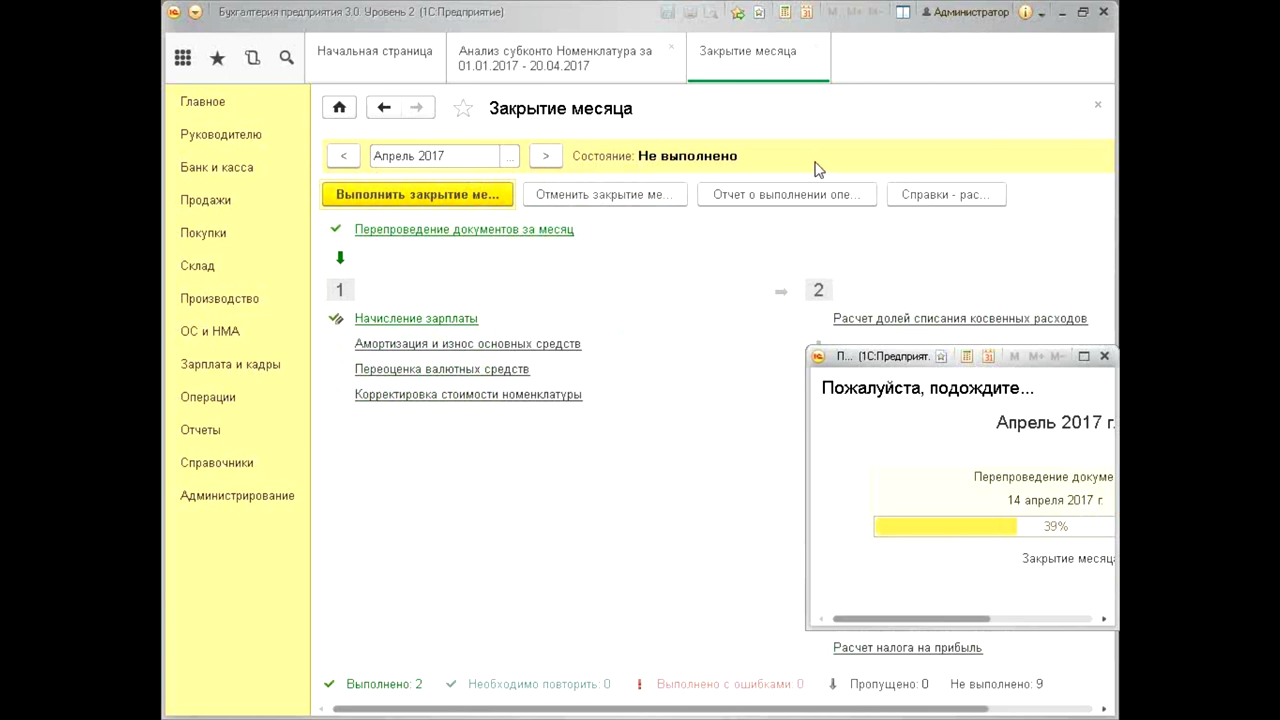 Бухгалтерия предприятия 3.0. Уровень 2. (1С:Предприятие)
M M+ M-
Администратор
Начальная страница
Анализ субконто Номенклатура за
01.01.2017 - 20.04.2017
Закрытие месяца
Главное
Руководителю
Банк и касса
Продажи
Покупки
Склад
Производство
ОС и НМА
Зарплата и кадры
Операции
Отчеты
Справочники
Администрирование
Закрытие месяца
< Апрель 2017 ... > Состояние: Не выполнено
Выполнить закрытие ме... Отменить закрытие ме... Отчет о выполнении опе... Справки - рас...
Перепроведение документов за месяц
1
2
Начисление зарплаты
Амортизация и износ основных средств
Переоценка валютных средств
Корректировка стоимости номенклатуры
Расчет долей списания косвенных расходов
П... (1С:Предприят. M M+ M-
Пожалуйста, подождите...
Апрель 2017 г.
Перепроведение докуме
14 апреля 2017 г.
39%
Закрытие месяца
Расчет налога на прибыль
Выполнено: 2 Необходимо повторить: 0 Выполнено с ошибками: 0 Пропущено: 0 Не выполнено: 9